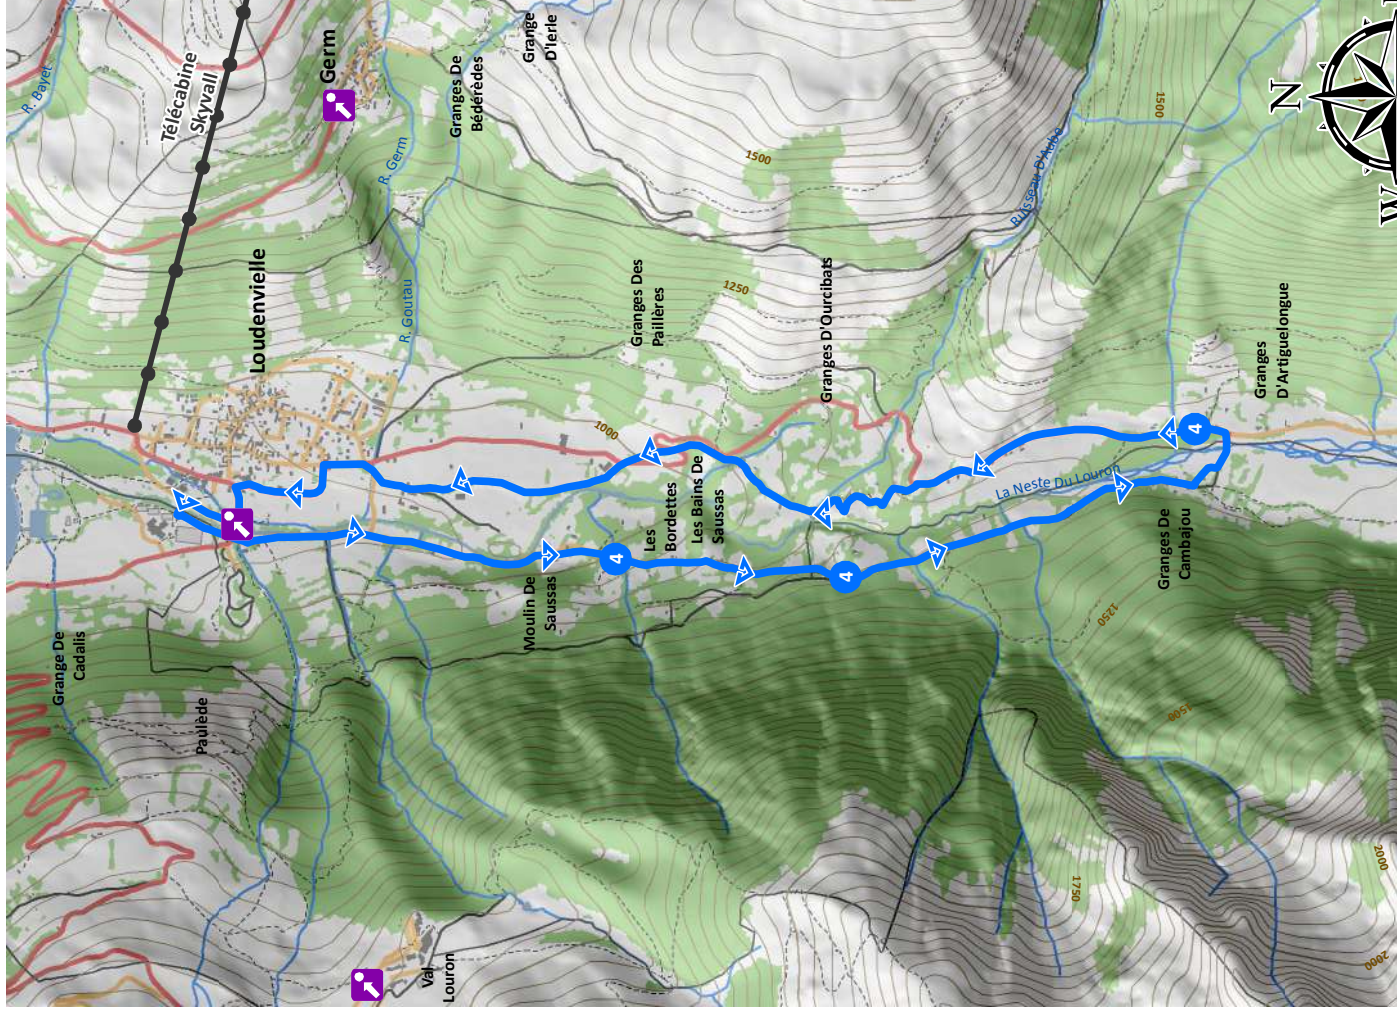 R. Bayet
Télécabine
Skyvall
Germ
Grange
D'Ierle
Granges De
Bédérèdes
R. Germ
Loudenvielle
R. Goutau
1500
1500
Ruisseau D'Aube
N
W
Granges Des
Paillères
1250
Granges D'Ourcibats
Granges
D'Artiguelongue
1000
4
La Neste Du Louron
Les
Bordettes
Les Bains De
Saussas
4
4
Moulin De
Saussas
Granges De
Cambajou
1250
Grange De
Cadalis
Paulède
1500
Val
Louron
1750
2000
2000